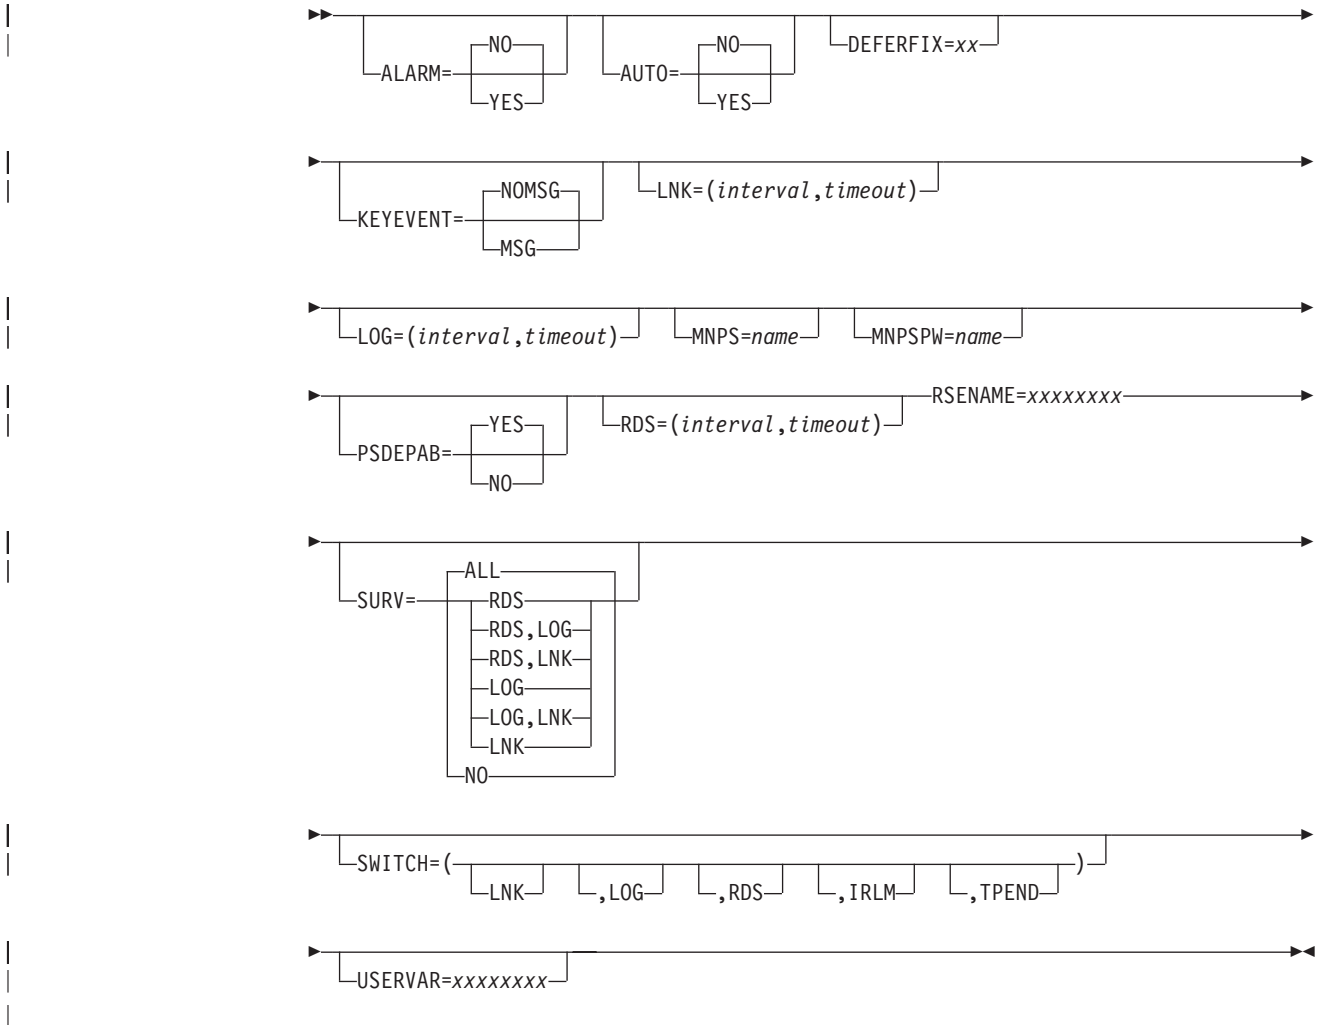 NO NO DEFERFIX=xx
ALARM= AUTO=
YES YES
NOMSG LNK=(interval,timeout)
KEYEVENT=
MSG
LOG=(interval,timeout) MNPS=name MNPSPW=name
RSENAME=xxxxxxxx
YES RDS=(interval,timeout)
PSDEPAB=
NO
ALL
SURV= RDS
RDS,LOG
RDS,LNK
LOG
LOG,LNK
LNK
NO
SWITCH=( )
LNK ,LOG ,RDS ,IRLM ,TPEND
USERVAR=xxxxxxxx